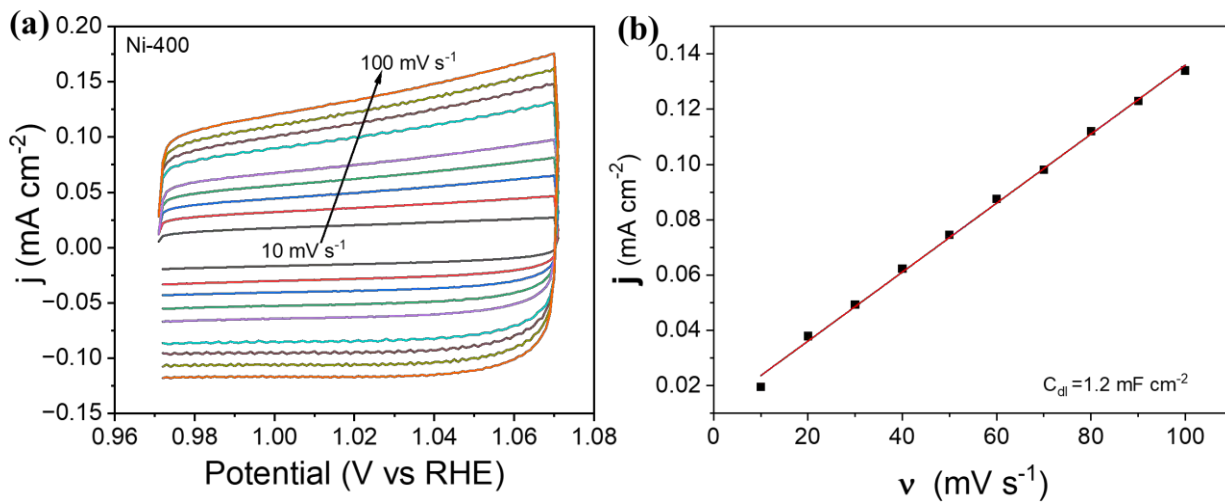 (a)
Ni-400
100 mV s⁻¹
10 mV s⁻¹
0.20
0.15
0.10
0.05
0.00
−0.05
−0.10
−0.15
j (mA cm⁻²)
0.96
0.98
1.00
1.02
1.04
1.06
1.08
Potential (V vs RHE)
(b)
0.14
0.12
0.10
0.08
0.06
0.04
0.02
j (mA cm⁻²)
C_dl =1.2 mF cm⁻²
0
20
40
60
80
100
ν (mV s⁻¹)